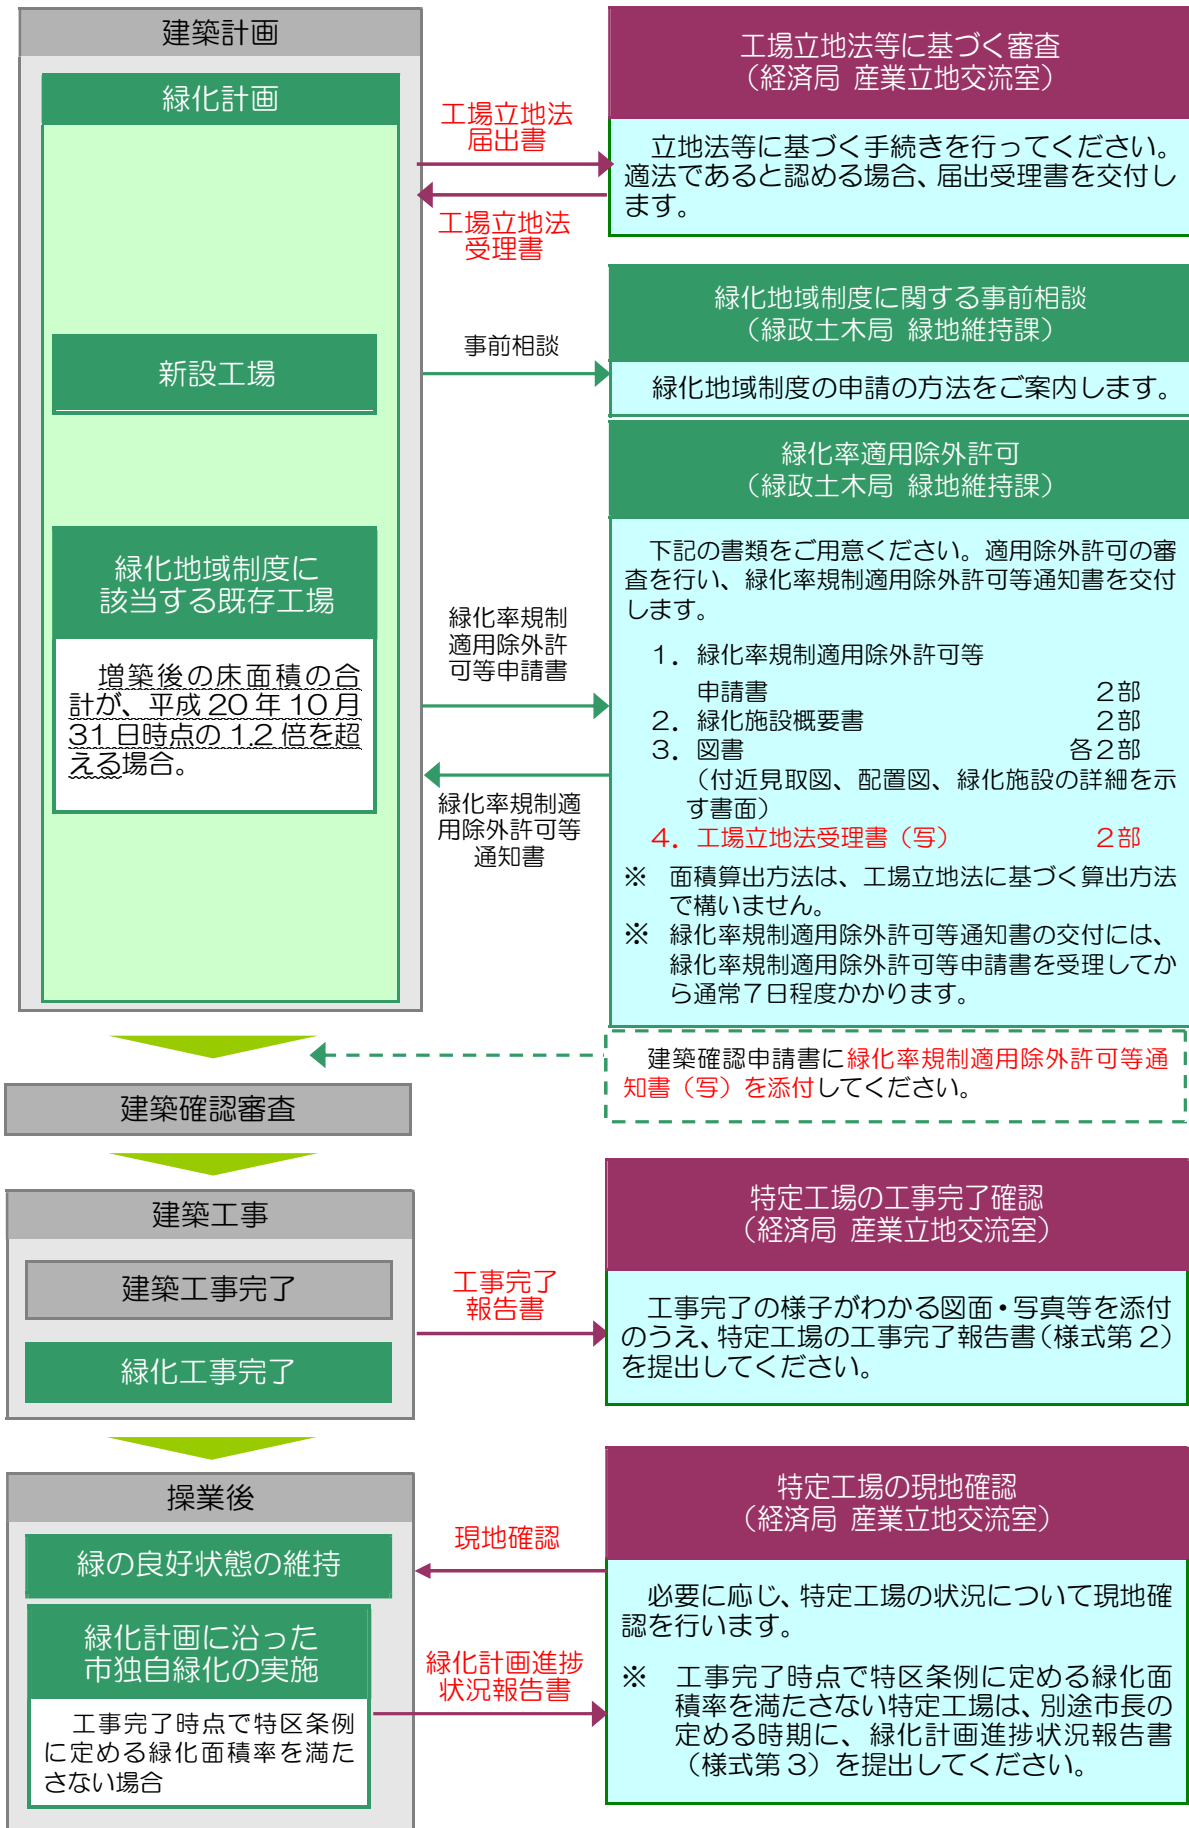 建築計画
緑化計画
工場立地法
届出書
工場立地法
受理書
工場立地法等に基づく審査
（経済局 産業立地交流室）
立地法等に基づく手続きを行ってください。
適法であると認める場合、届出受理書を交付し
ます。
新設工場
事前相談
緑化地域制度に関する事前相談
（緑政土木局 緑地維持課）
緑化地域制度の申請の方法をご案内します。
緑化地域制度に
該当する既存工場
増築後の床面積の合
計が、平成20年10月
31日時点の1.2倍を超
える場合。
緑化率規制
適用除外許
可等申請書
緑化率規制適
用除外許可等
通知書
緑化率適用除外許可
（緑政土木局 緑地維持課）
下記の書類をご用意ください。適用除外許可の審
査を行い、緑化率規制適用除外許可等通知書を交付
します。
１．緑化率規制適用除外許可等
申請書 ２部
２．緑化施設概要書 ２部
３．図書 各２部
（付近見取図、配置図、緑化施設の詳細を示
す書面）
４．工場立地法受理書（写） ２部
※ 面積算出方法は、工場立地法に基づく算出方法
で構いません。
※ 緑化率規制適用除外許可等通知書の交付には、
緑化率規制適用除外許可等申請書を受理してか
ら通常７日程度かかります。
建築確認申請書に緑化率規制適用除外許可等通
知書（写）を添付してください。
建築確認審査
建築工事
建築工事完了
緑化工事完了
工事完了
報告書
特定工場の工事完了確認
（経済局 産業立地交流室）
工事完了の様子がわかる図面・写真等を添付
のうえ、特定工場の工事完了報告書（様式第２）
を提出してください。
操業後
緑の良好状態の維持
緑化計画に沿った
市独自緑化の実施
工事完了時点で特区条例
に定める緑化面積率を満た
さない場合
現地確認
緑化計画進捗
状況報告書
特定工場の現地確認
（経済局 産業立地交流室）
必要に応じ、特定工場の状況について現地確
認を行います。
※ 工事完了時点で特区条例に定める緑化面
積率を満たさない特定工場は、別途市長の
定める時期に、緑化計画進捗状況報告書
（様式第３）を提出してください。